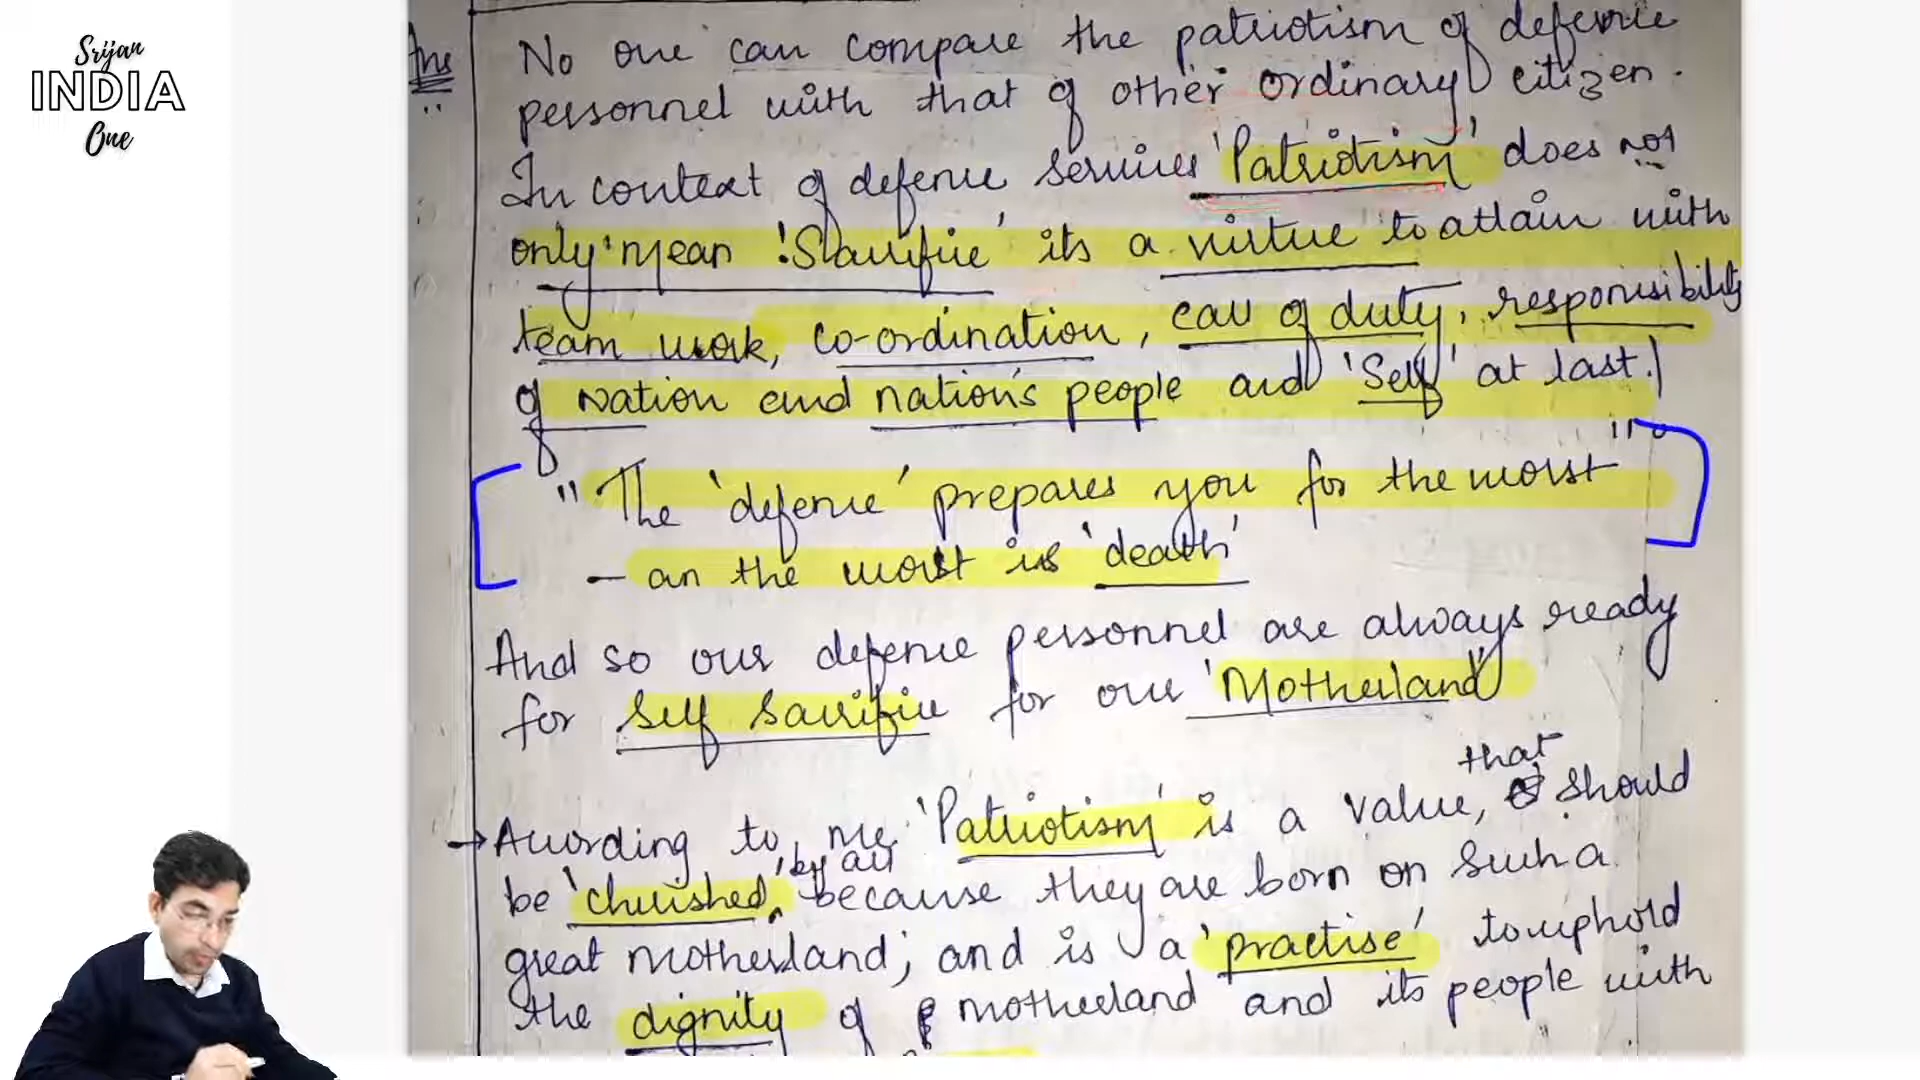 Srijan
INDIA
One
Ans
No one can compare the patriotism of defence
personnel with that of other ordinary citizen.
In context of defence services 'Patriotism' does not
only mean 'Sacrifice' its a virtue to attain with
team work, co-ordination, call of duty, responsibility
of nation and nation's people and 'Self' at last.
"The 'defence' prepares you for the worst"
- an the worst is 'death'
And so our defence personnel are always ready
for self sacrifice for our 'Motherland'
→ According to me 'Patriotism' is a value, that should
be 'cherished' by all because they are born on such a
great motherland; and is a 'practise' to uphold
the dignity of motherland and its people with